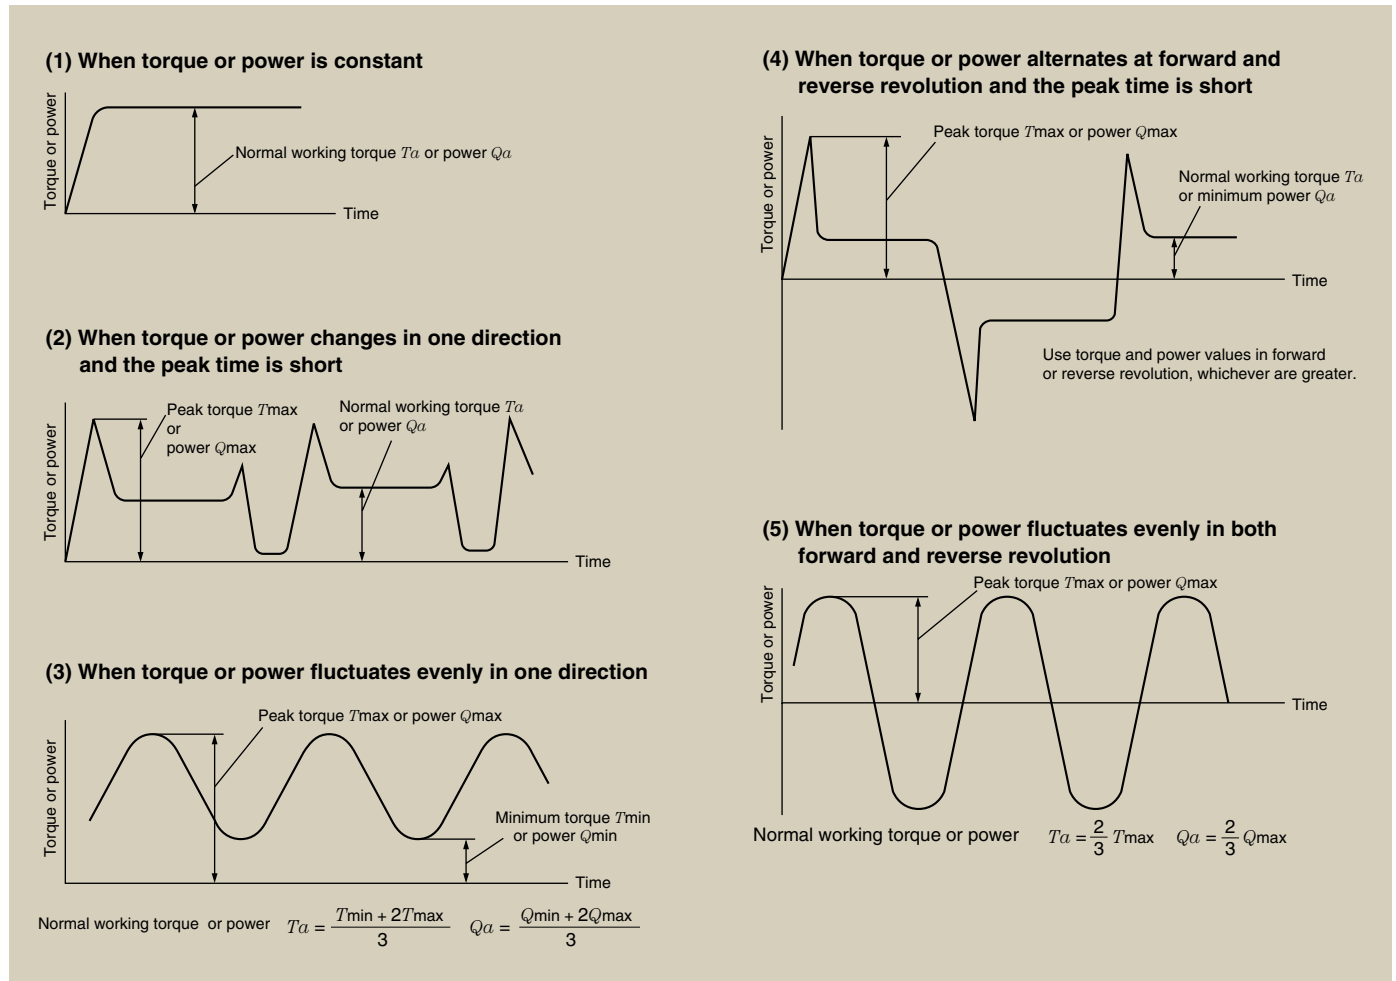 (1) When torque or power is constant
Torque or power
Normal working torque Ta or power Qa
Time
(2) When torque or power changes in one direction
and the peak time is short
Torque or power
Peak torque Tmax
or
power Qmax
Normal working torque Ta
or power Qa
Time
(3) When torque or power fluctuates evenly in one direction
Torque or power
Peak torque Tmax or power Qmax
Minimum torque Tmin
or power Qmin
Time
Normal working torque or power Ta = Tmin + 2Tmax / 3 Qa = Qmin + 2Qmax / 3
(4) When torque or power alternates at forward and
reverse revolution and the peak time is short
Torque or power
Peak torque Tmax or power Qmax
Normal working torque Ta
or minimum power Qa
Time
Use torque and power values in forward
or reverse revolution, whichever are greater.
(5) When torque or power fluctuates evenly in both
forward and reverse revolution
Torque or power
Peak torque Tmax or power Qmax
Time
Normal working torque or power Ta = 2/3 Tmax Qa = 2/3 Qmax